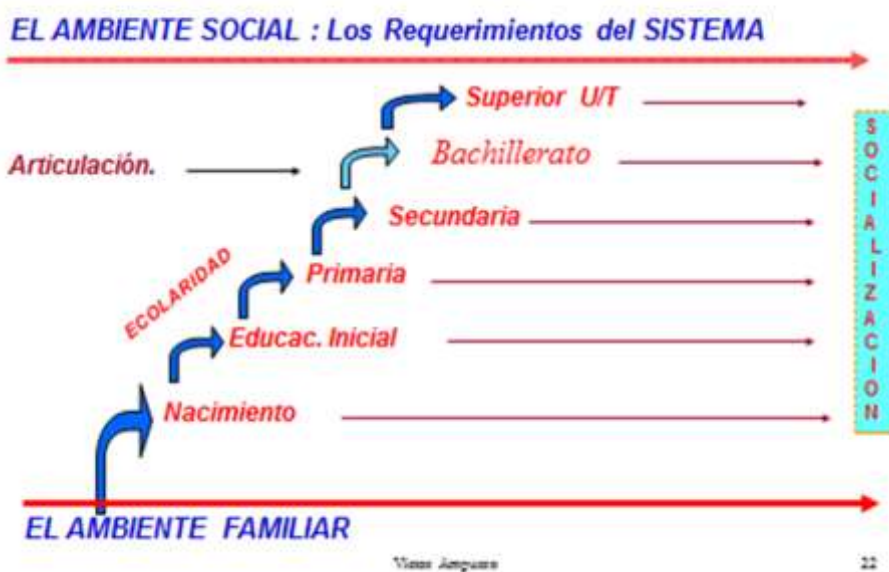 EL AMBIENTE SOCIAL : Los Requerimientos del SISTEMA
Superior U/T
Articulación.
Bachillerato
Secundaria
ECOLARIDAD
Primaria
Educac. Inicial
Nacimiento
SOCIALIZACION
EL AMBIENTE FAMILIAR
22